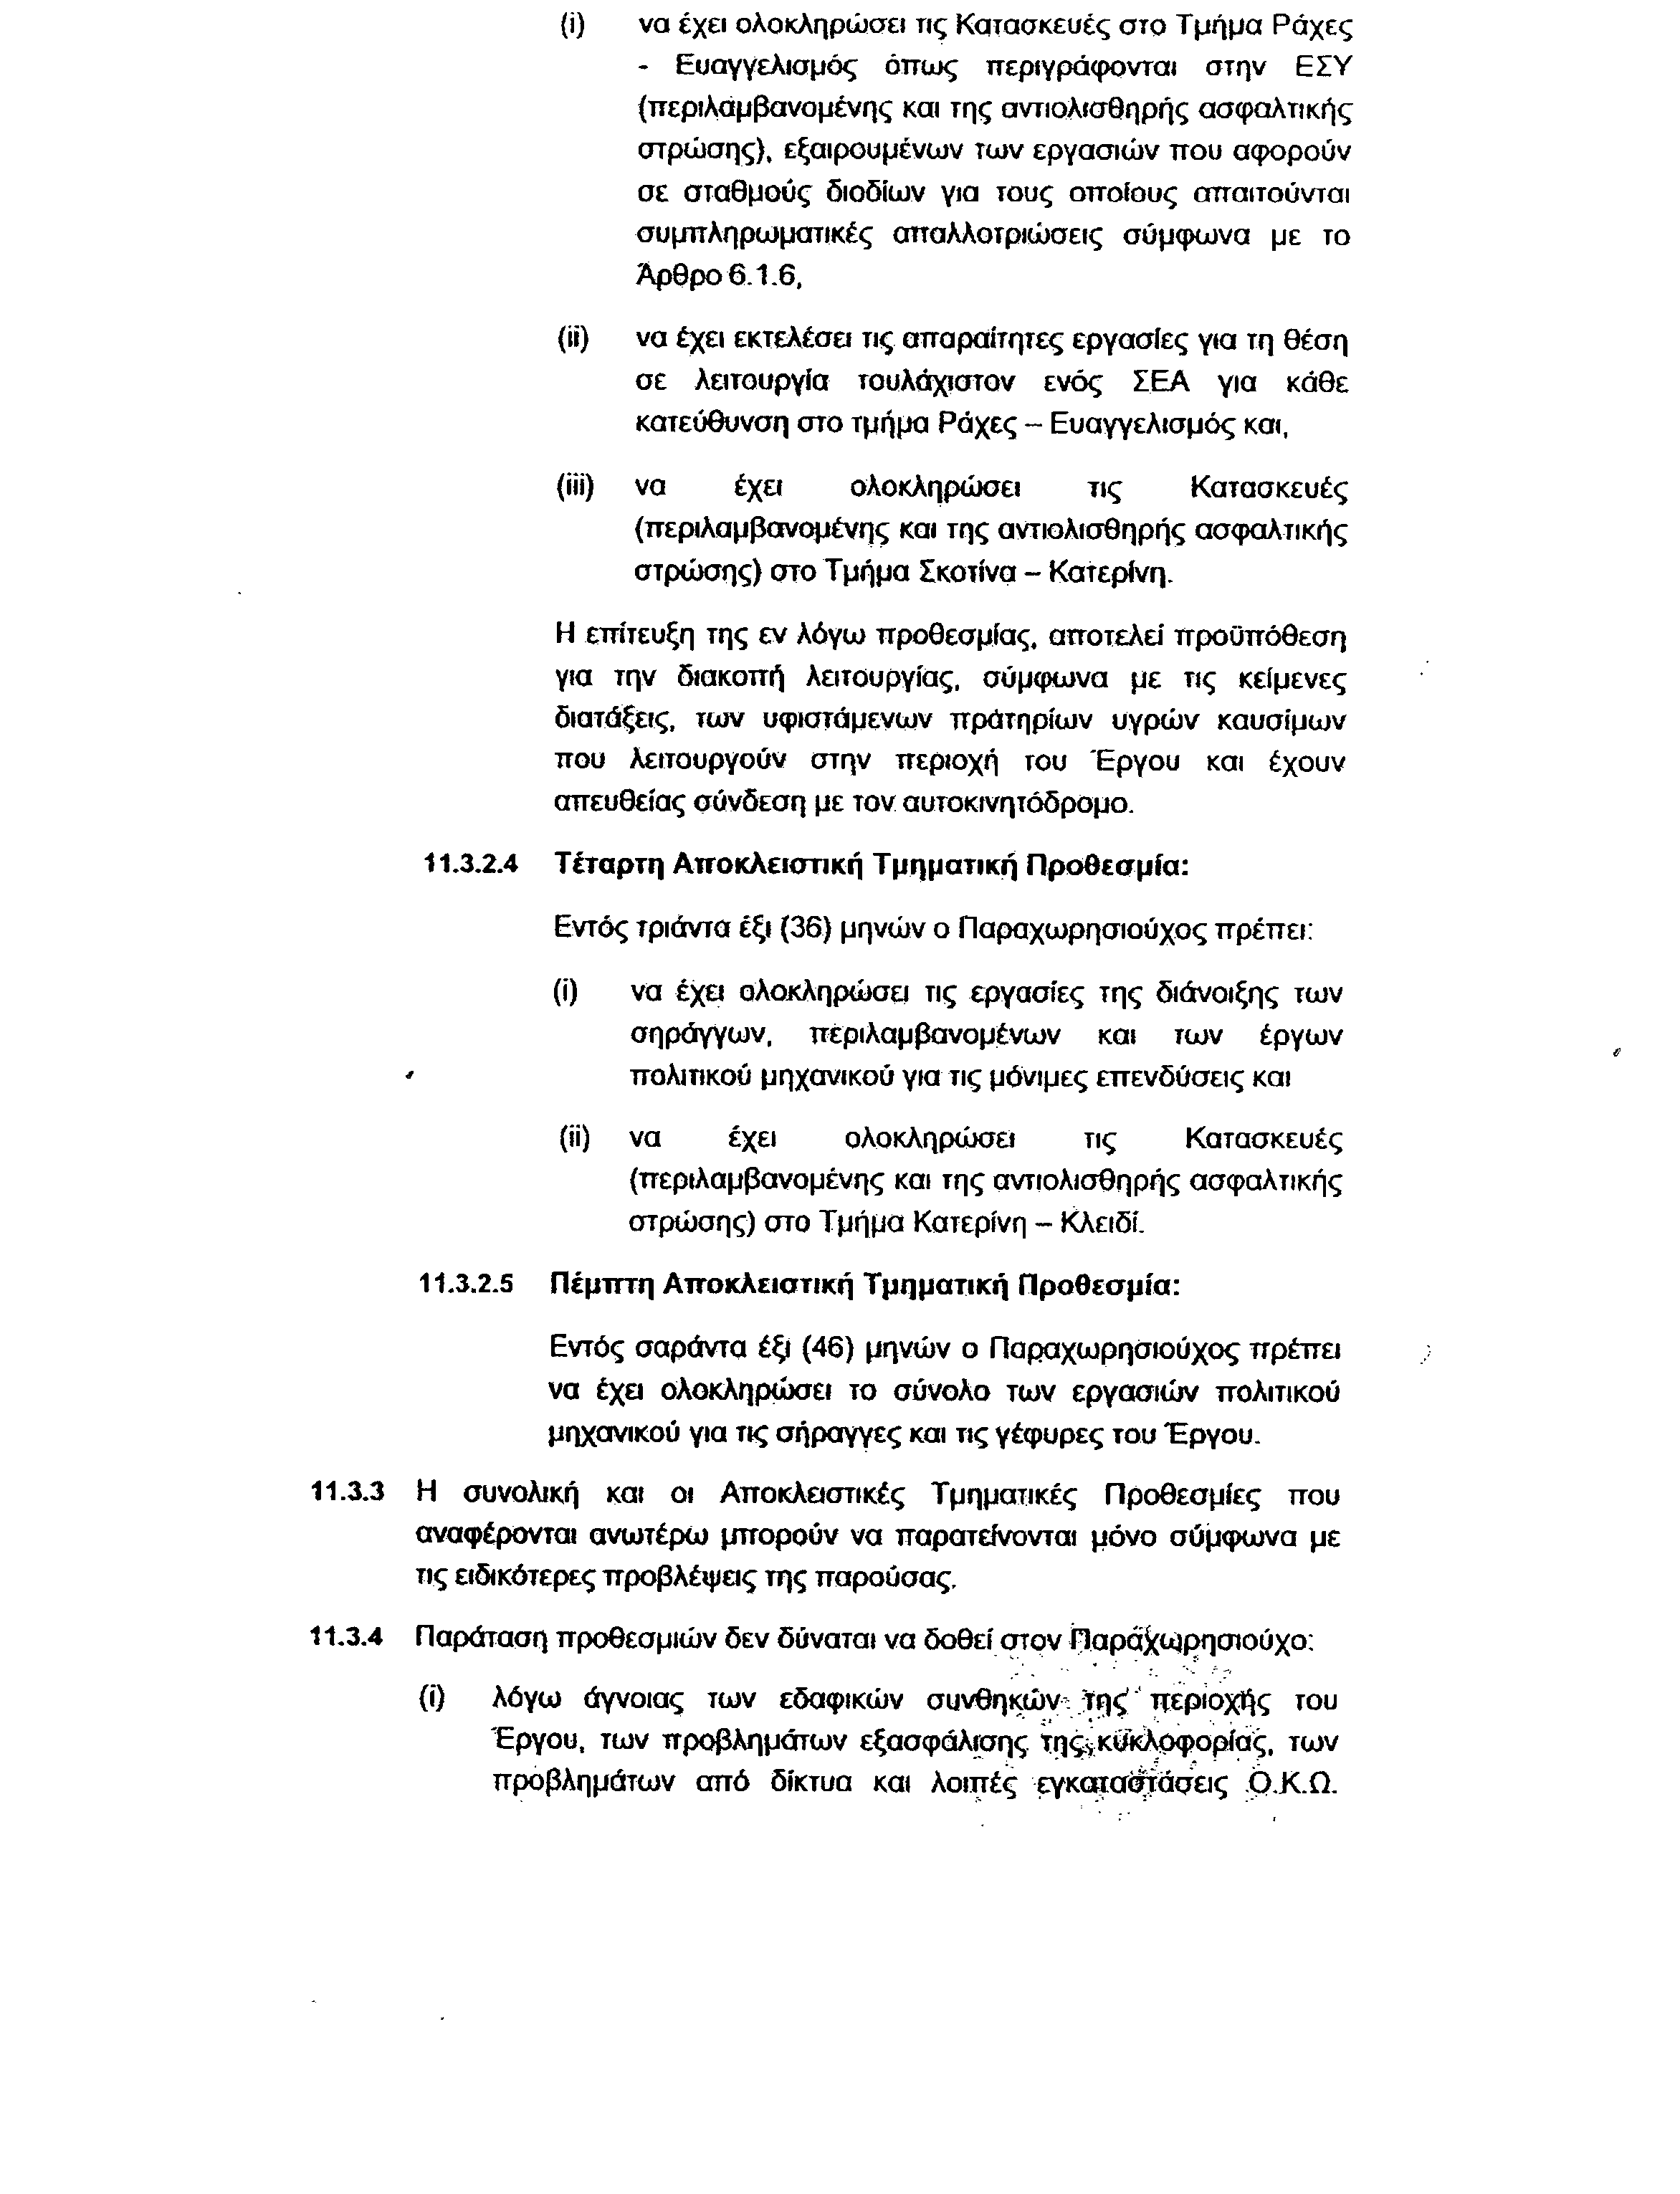 (i) να έχει ολοκληρώσει τις Κατασκευές στο Τμήμα Ράχες
- Ευαγγελισμός όπως περιγράφονται στην ΕΣΥ
(περιλαμβανομένης και της αντιολισθηρής ασφαλτικής
στρώσης), εξαιρουμένων των εργασιών που αφορούν
σε σταθμούς διοδίων για τους οποίους απαιτούνται
συμπληρωματικές απαλλοτριώσεις σύμφωνα με το
Άρθρο 6.1.6,
(ii) να έχει εκτελέσει τις απαραίτητες εργασίες για τη θέση
σε λειτουργία τουλάχιστον ενός ΣΕΑ για κάθε
κατεύθυνση στο τμήμα Ράχες – Ευαγγελισμός και,
(iii) να έχει ολοκληρώσει τις Κατασκευές
(περιλαμβανομένης και της αντιολισθηρής ασφαλτικής
στρώσης) στο Τμήμα Σκοτίνα – Κατερίνη.
Η επίτευξη της εν λόγω προθεσμίας, αποτελεί προϋπόθεση
για την διακοπή λειτουργίας, σύμφωνα με τις κείμενες
διατάξεις, των υφιστάμενων πρατηρίων υγρών καυσίμων
που λειτουργούν στην περιοχή του Έργου και έχουν
απευθείας σύνδεση με τον αυτοκινητόδρομο.
11.3.2.4 Τέταρτη Αποκλειστική Τμηματική Προθεσμία:
Εντός τριάντα έξι (36) μηνών ο Παραχωρησιούχος πρέπει:
(i) να έχει ολοκληρώσει τις εργασίες της διάνοιξης των
σηράγγων, περιλαμβανομένων και των έργων
πολιτικού μηχανικού για τις μόνιμες επενδύσεις και
(ii) να έχει ολοκληρώσει τις Κατασκευές
(περιλαμβανομένης και της αντιολισθηρής ασφαλτικής
στρώσης) στο Τμήμα Κατερίνη – Κλειδί.
11.3.2.5 Πέμπτη Αποκλειστική Τμηματική Προθεσμία:
Εντός σαράντα έξι (46) μηνών ο Παραχωρησιούχος πρέπει
να έχει ολοκληρώσει το σύνολο των εργασιών πολιτικού
μηχανικού για τις σήραγγες και τις γέφυρες του Έργου.
11.3.3 Η συνολική και οι Αποκλειστικές Τμηματικές Προθεσμίες που
αναφέρονται ανωτέρω μπορούν να παρατείνονται μόνο σύμφωνα με
τις ειδικότερες προβλέψεις της παρούσας.
11.3.4 Παράταση προθεσμιών δεν δύναται να δοθεί στον Παραχωρησιούχο:
(i) λόγω άγνοιας των εδαφικών συνθηκών της περιοχής του
Έργου, των προβλημάτων εξασφάλισης της κυκλοφορίας, των
προβλημάτων από δίκτυα και λοιπές εγκαταστάσεις Ο.Κ.Ω.